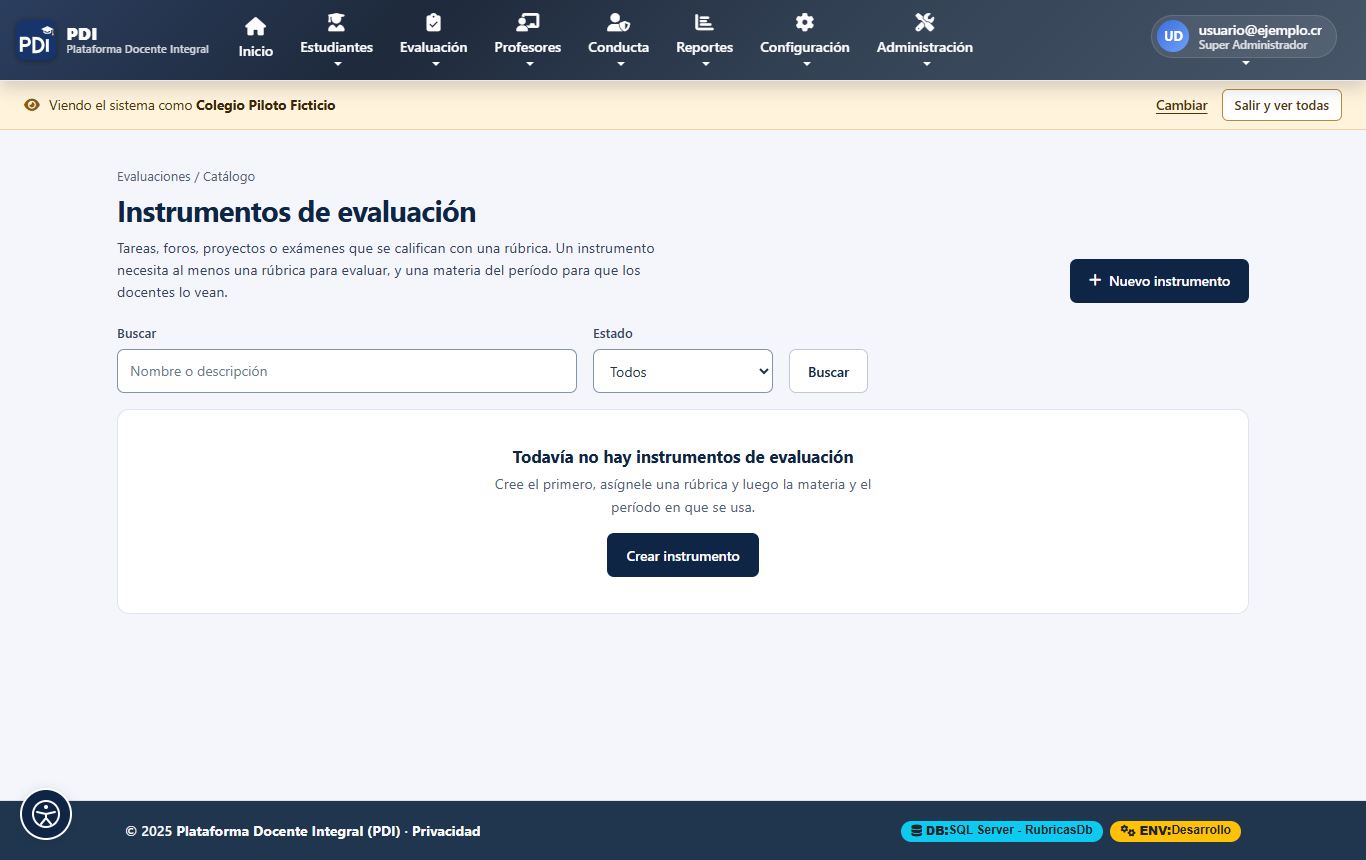 PDI
PDI
Plataforma Docente Integral
Inicio
Estudiantes
Evaluación
Profesores
Conducta
Reportes
Configuración
Administración
UD
usuario@ejemplo.cr
Super Administrador
Viendo el sistema como Colegio Piloto Ficticio
Cambiar
Salir y ver todas
Evaluaciones / Catálogo
Instrumentos de evaluación
Tareas, foros, proyectos o exámenes que se califican con una rúbrica. Un instrumento
necesita al menos una rúbrica para evaluar, y una materia del período para que los
docentes lo vean.
+ Nuevo instrumento
Buscar
Estado
Nombre o descripción
Todos
Buscar
Todavía no hay instrumentos de evaluación
Cree el primero, asígnele una rúbrica y luego la materia y el
período en que se usa.
Crear instrumento
© 2025 Plataforma Docente Integral (PDI) · Privacidad
DB:SQL Server - RubricasDb
ENV:Desarrollo